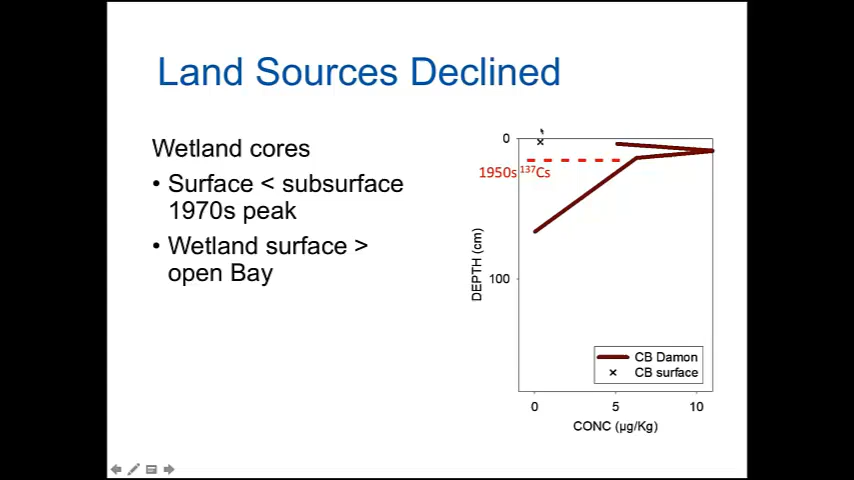 Land Sources Declined
Wetland cores
• Surface < subsurface
1970s peak
• Wetland surface >
open Bay
0
1950s ¹³⁷Cs
100
DEPTH (cm)
CB Damon
× CB surface
0 5 10
CONC (µg/Kg)